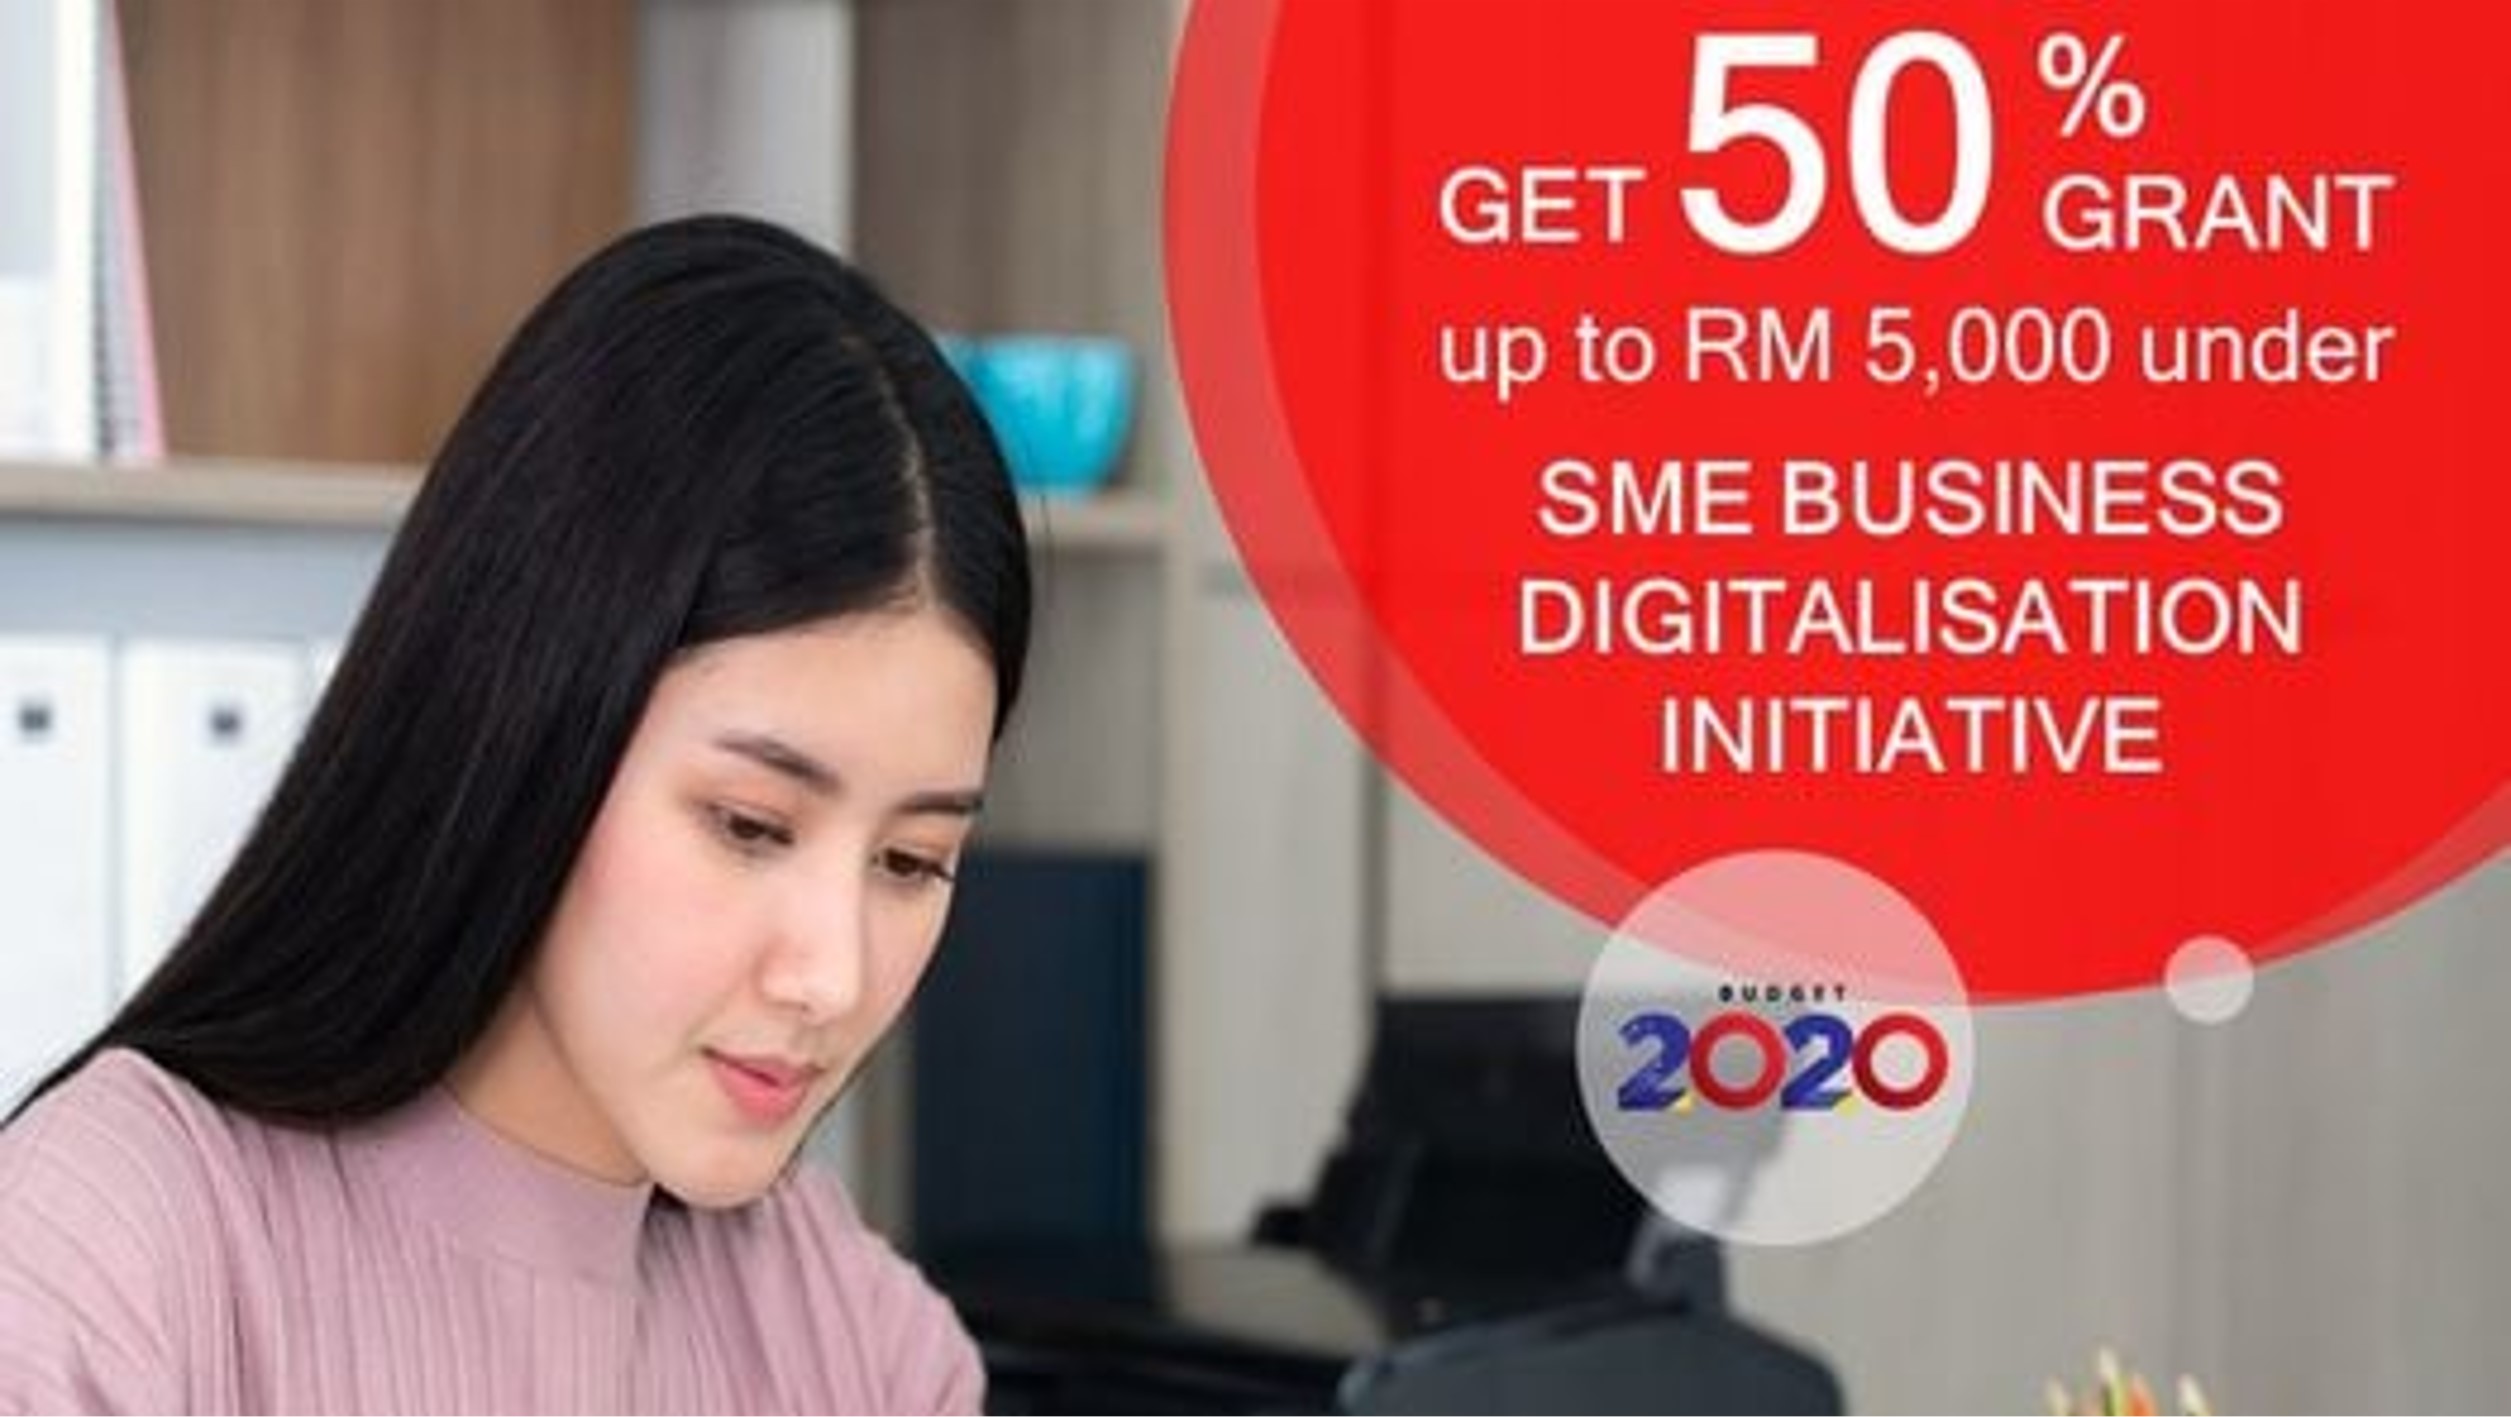 GET 50 % GRANT
up to RM 5,000 under
SME BUSINESS
DIGITALISATION
INITIATIVE
BUDGET
2020